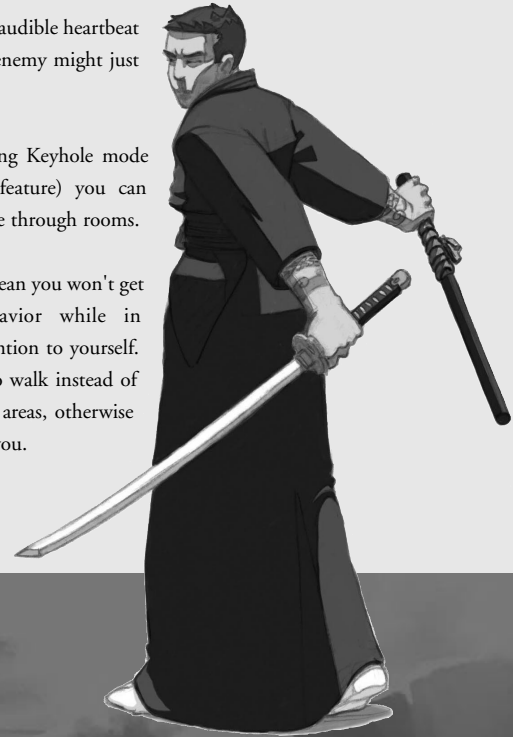 audible heartbeat
enemy might just
ng Keyhole mode
feature) you can
e through rooms.
ean you won't get
avior while in
ntion to yourself.
o walk instead of
areas, otherwise
you.